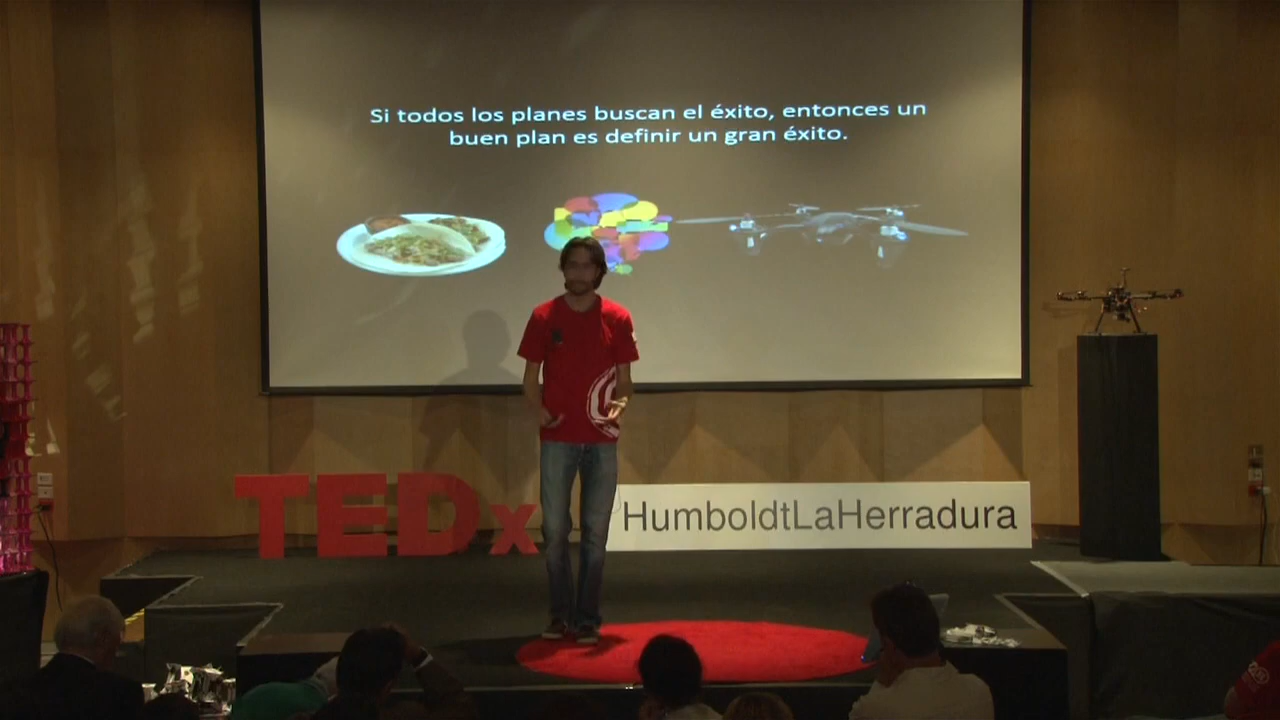 Si todos los planes buscan el éxito, entonces un
buen plan es definir un gran éxito.
TEDx
HumboldtLaHerradura